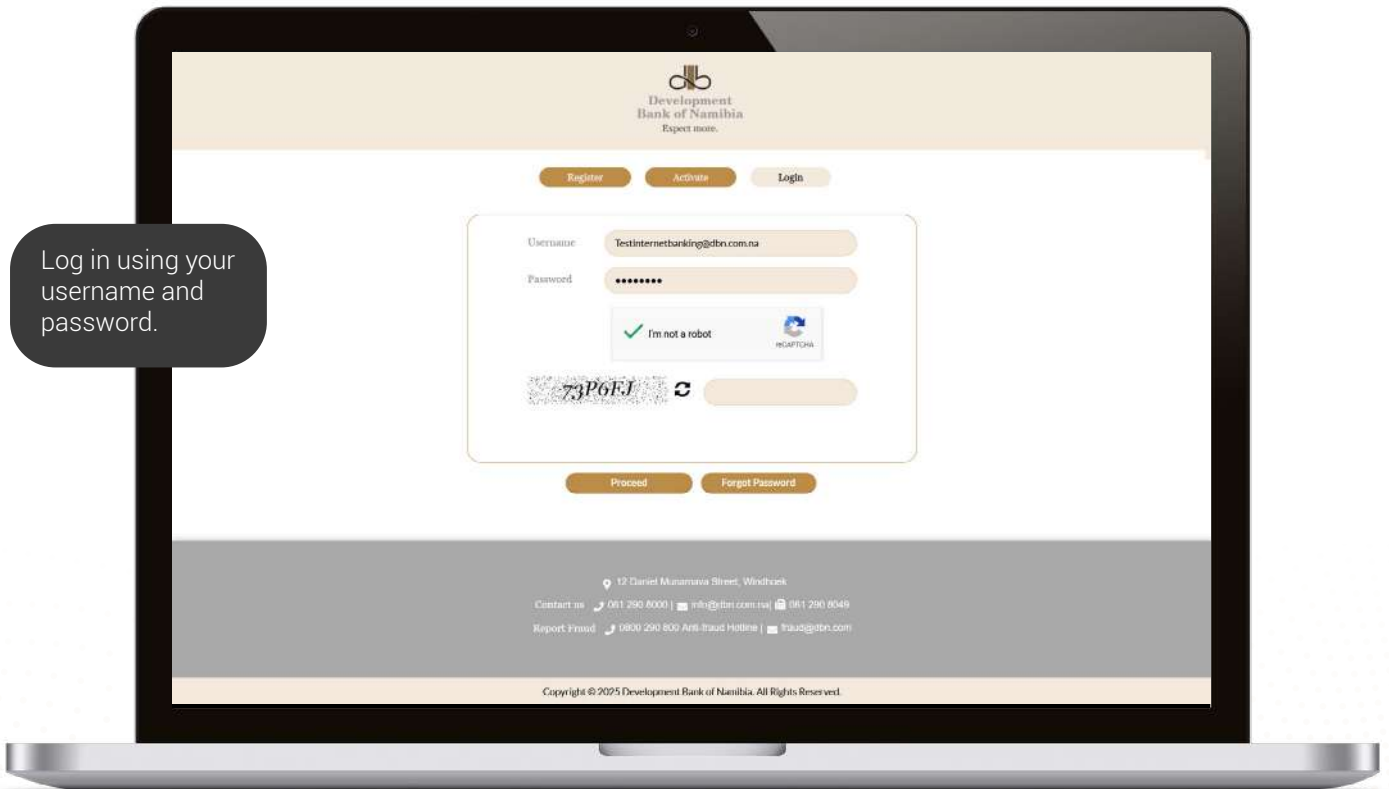 Development
Bank of Namibia
Expect more.
Register Activate Login
Log in using your
username and
password.
Username Testinternetbanking@dbn.com.na
Password ••••••••
I'm not a robot
reCAPTCHA
73P6FJ
Proceed Forgot Password
12 Daniel Munamava Street, Windhoek
Contact us 061 290 8000 | info@dbn.com.na| 061 290 8049
Report Fraud 0800 290 800 Anti-fraud Hotline | fraud@dbn.com
Copyright © 2025 Development Bank of Namibia. All Rights Reserved.